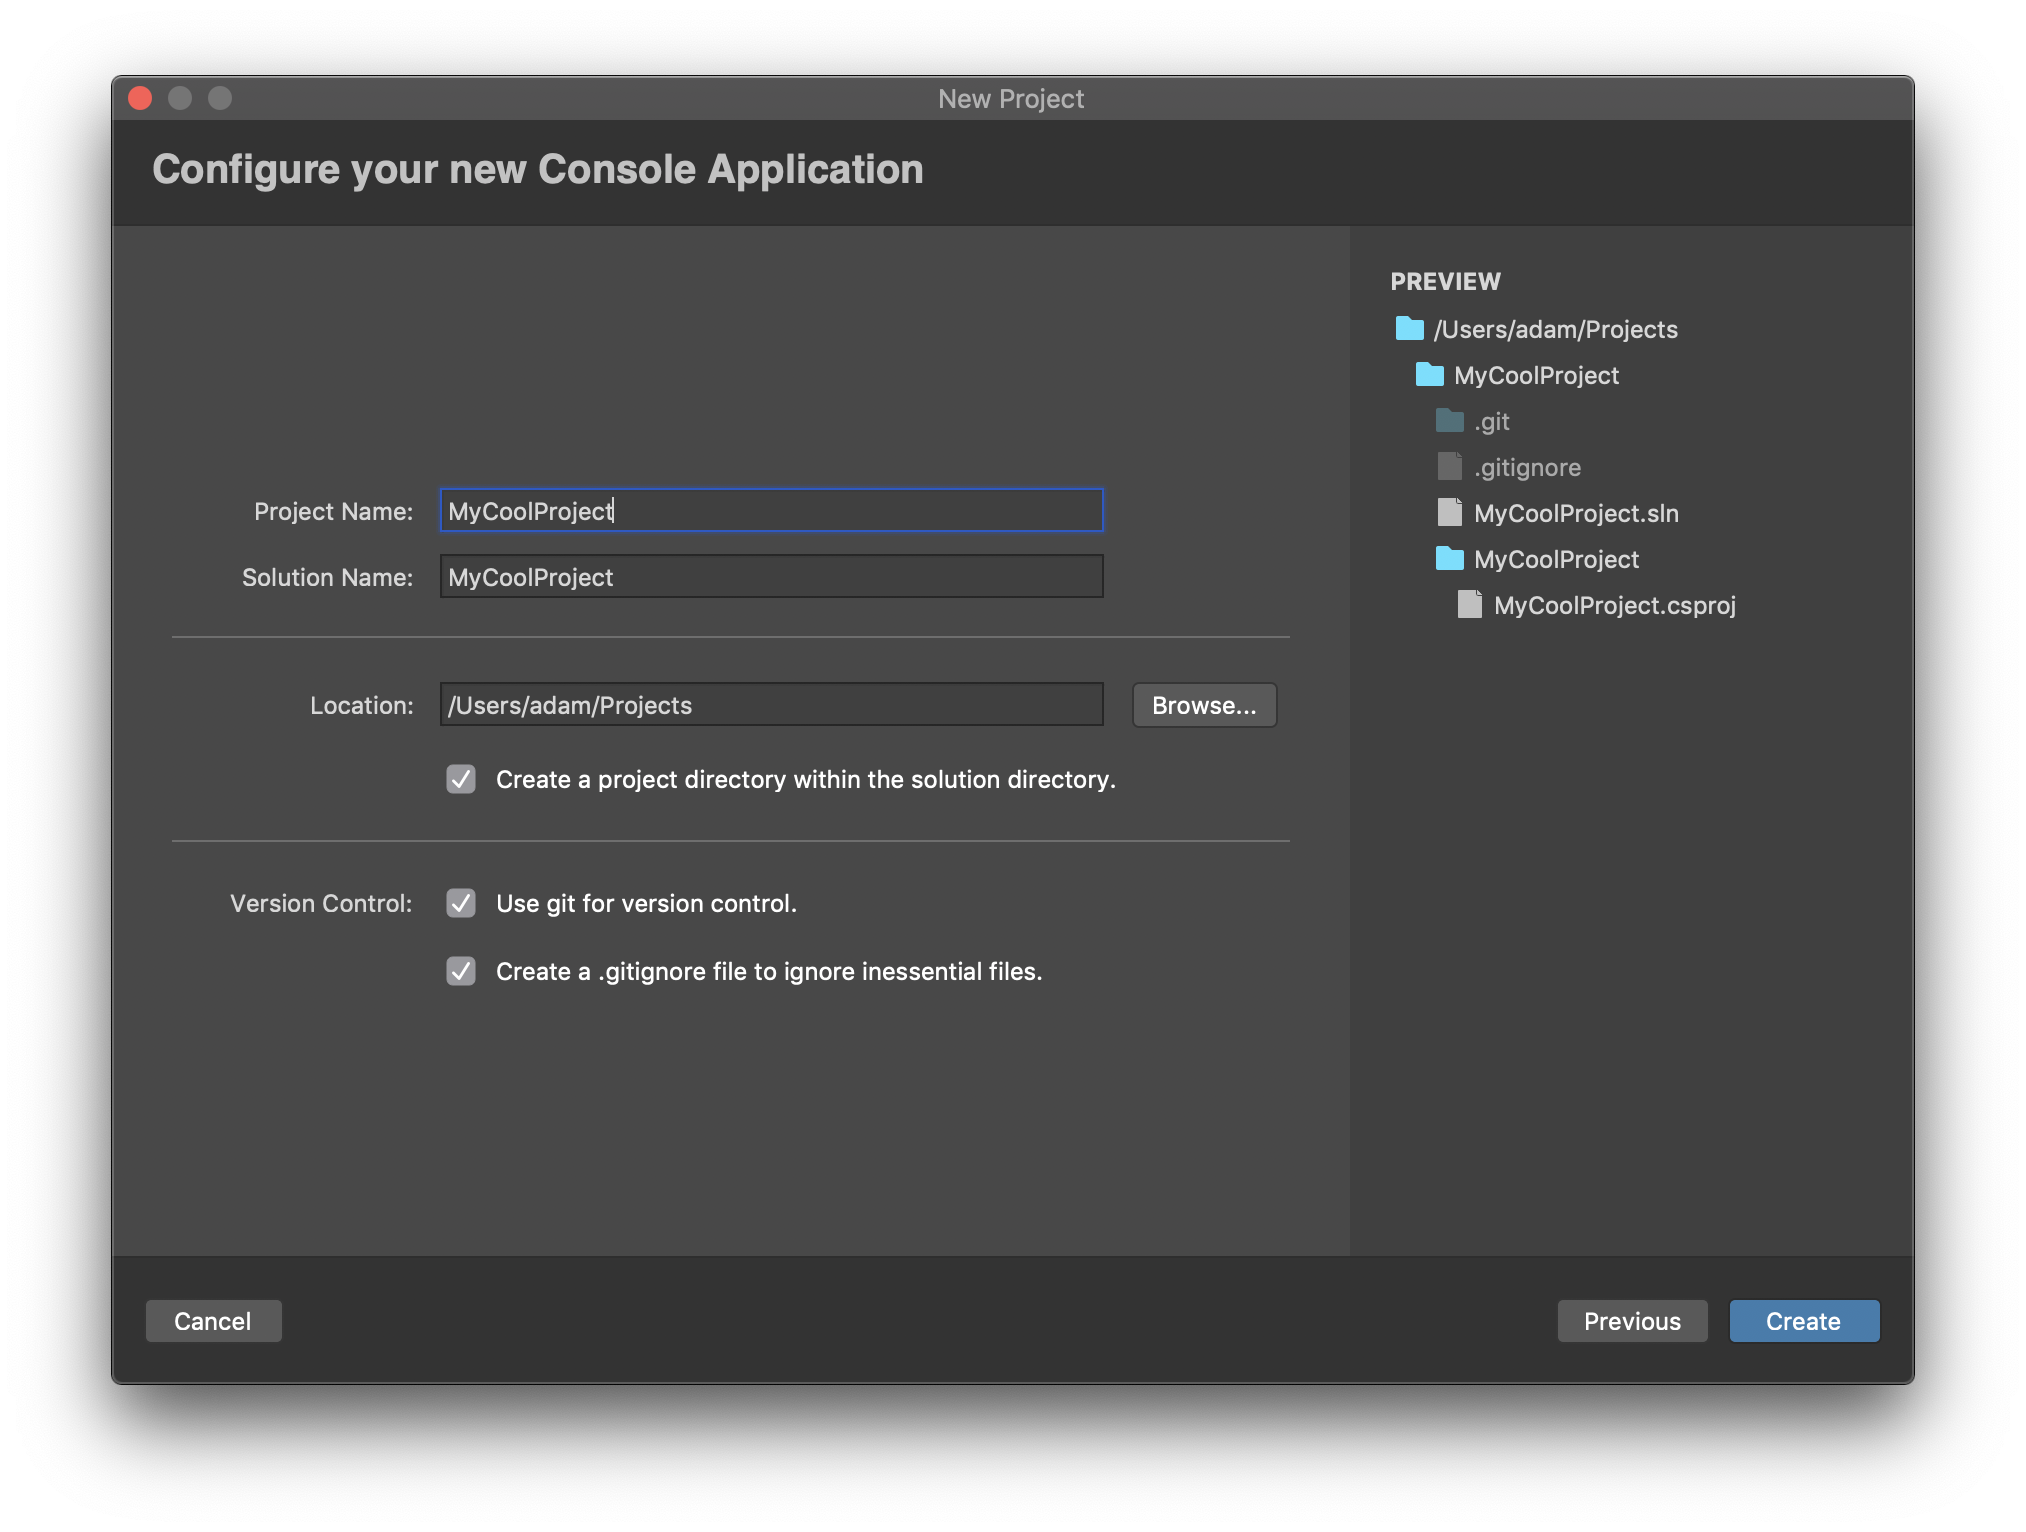 New Project
Configure your new Console Application
Project Name: MyCoolProject
Solution Name: MyCoolProject
Location: /Users/adam/Projects Browse...
Create a project directory within the solution directory.
Version Control: Use git for version control.
Create a .gitignore file to ignore inessential files.
PREVIEW
/Users/adam/Projects
MyCoolProject
.git
.gitignore
MyCoolProject.sln
MyCoolProject
MyCoolProject.csproj
Cancel Previous Create